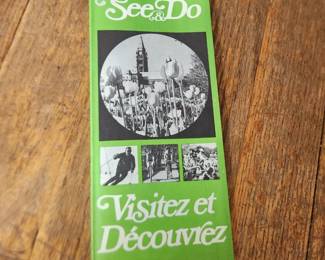 See & Do
Visitez et
Découvrez